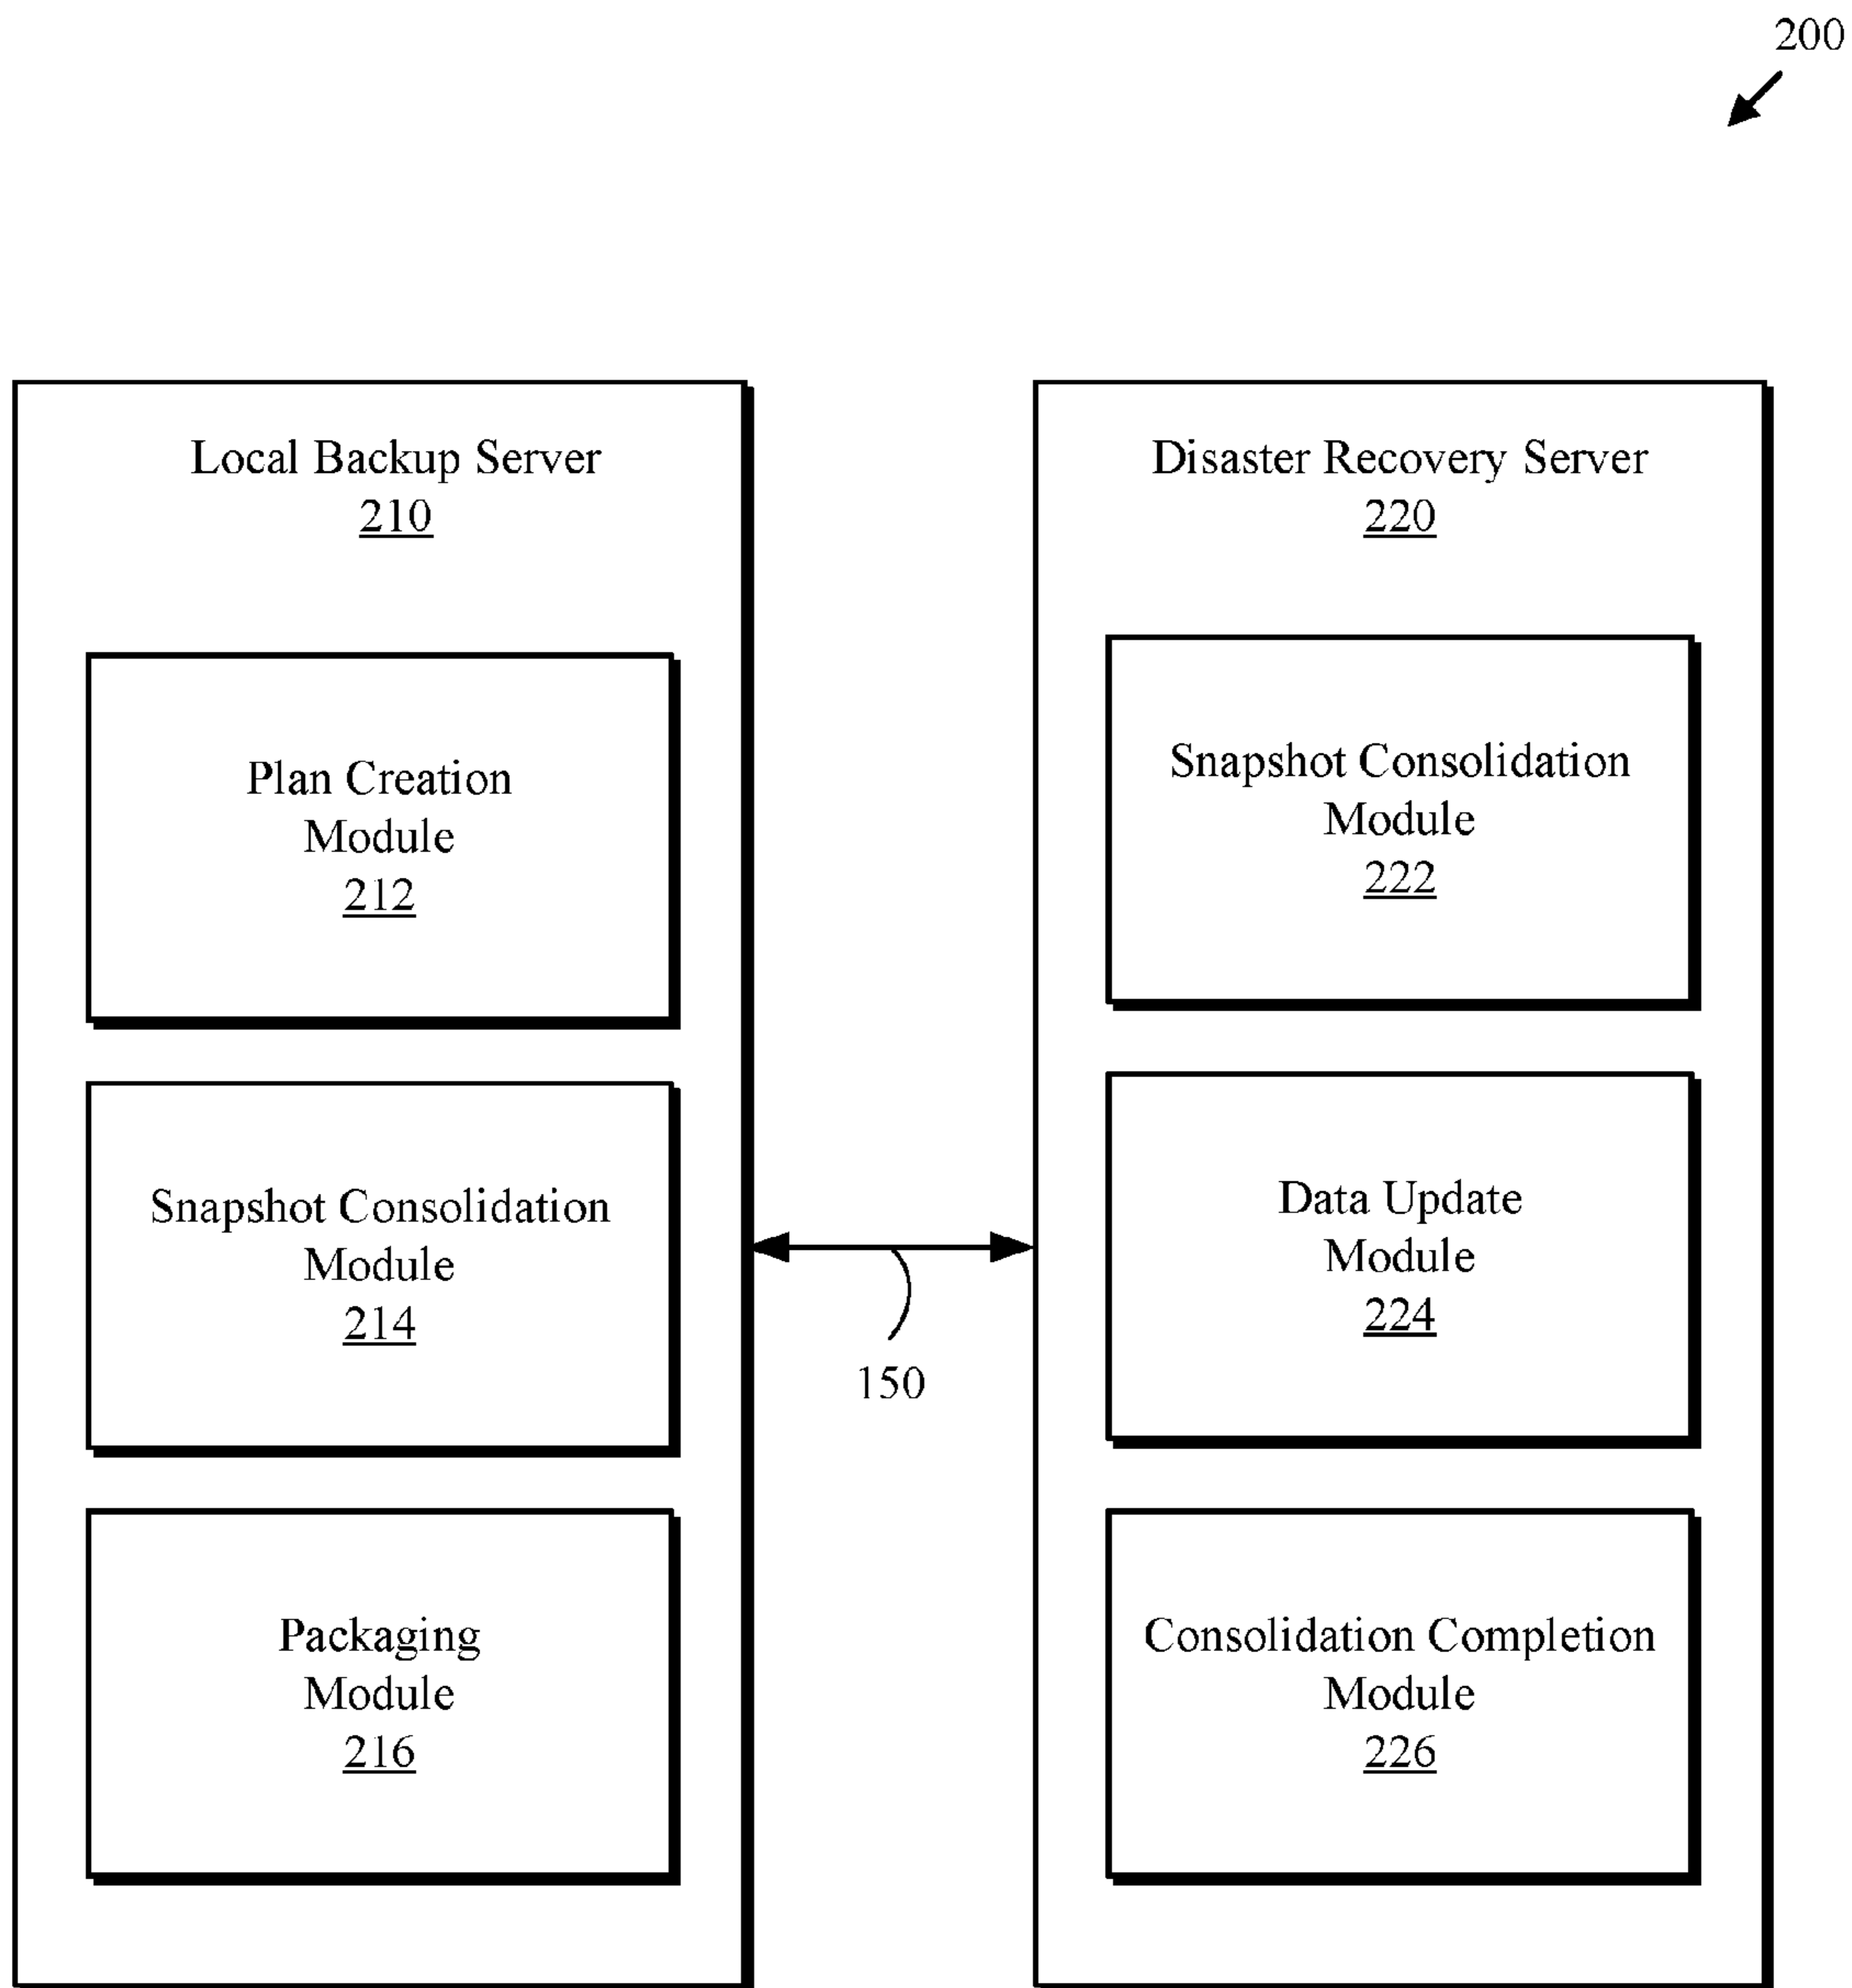 200
Local Backup Server
210
Plan Creation
Module
212
Snapshot Consolidation
Module
214
Packaging
Module
216
150
Disaster Recovery Server
220
Snapshot Consolidation
Module
222
Data Update
Module
224
Consolidation Completion
Module
226